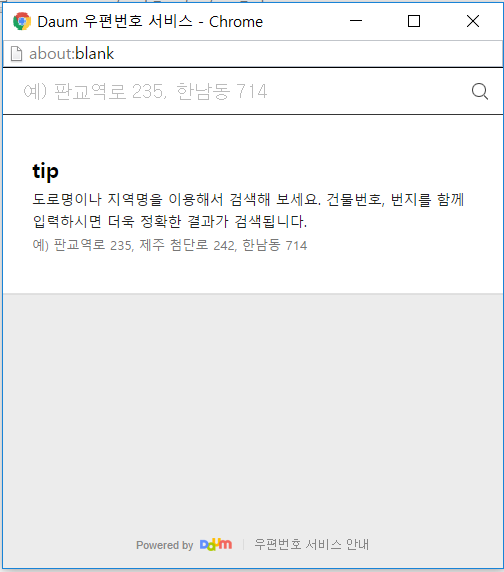 Daum 우편번호 서비스 - Chrome
about:blank
예) 판교역로 235, 한남동 714
tip
도로명이나 지역명을 이용해서 검색해 보세요. 건물번호, 번지를 함께
입력하시면 더욱 정확한 결과가 검색됩니다.
예) 판교역로 235, 제주 첨단로 242, 한남동 714
Powered by Daum | 우편번호 서비스 안내